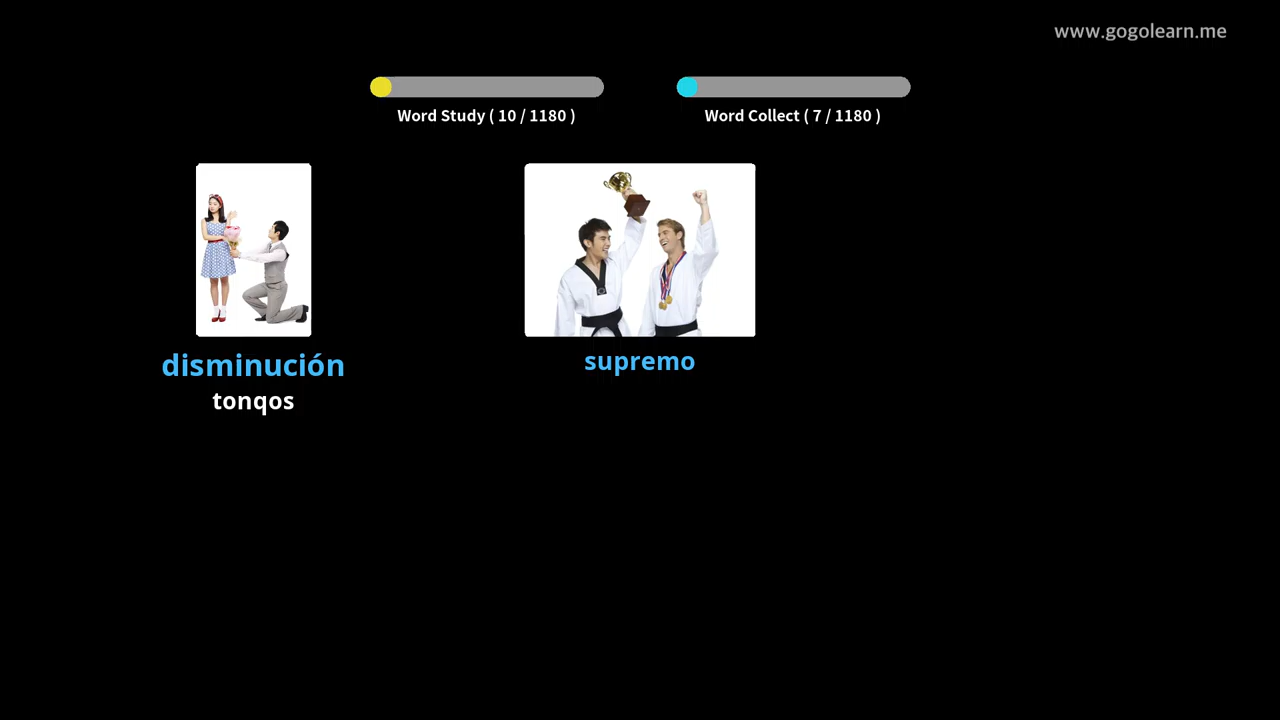 www.gogolearn.me
Word Study ( 10 / 1180 )
Word Collect ( 7 / 1180 )
disminución
tonqos
supremo